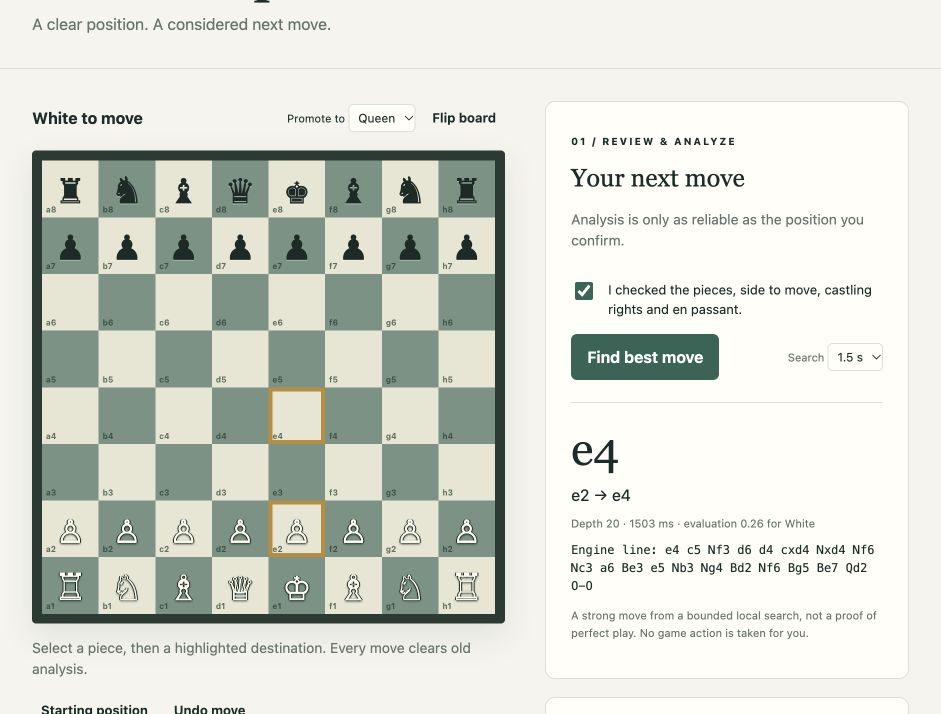 A clear position. A considered next move.
White to move
Promote to Queen Flip board
a8 b8 c8 d8 e8 f8 g8 h8
a7 b7 c7 d7 e7 f7 g7 h7
a6 b6 c6 d6 e6 f6 g6 h6
a5 b5 c5 d5 e5 f5 g5 h5
a4 b4 c4 d4 e4 f4 g4 h4
a3 b3 c3 d3 e3 f3 g3 h3
a2 b2 c2 d2 e2 f2 g2 h2
a1 b1 c1 d1 e1 f1 g1 h1
Select a piece, then a highlighted destination. Every move clears old
analysis.
Starting position Undo move
01 / REVIEW & ANALYZE
Your next move
Analysis is only as reliable as the position you
confirm.
I checked the pieces, side to move, castling
rights and en passant.
Find best move
Search 1.5 s
e4
e2 → e4
Depth 20 · 1503 ms · evaluation 0.26 for White
Engine line: e4 c5 Nf3 d6 d4 cxd4 Nxd4 Nf6
Nc3 a6 Be3 e5 Nb3 Ng4 Bd2 Nf6 Bg5 Be7 Qd2
O-O
A strong move from a bounded local search, not a proof of
perfect play. No game action is taken for you.